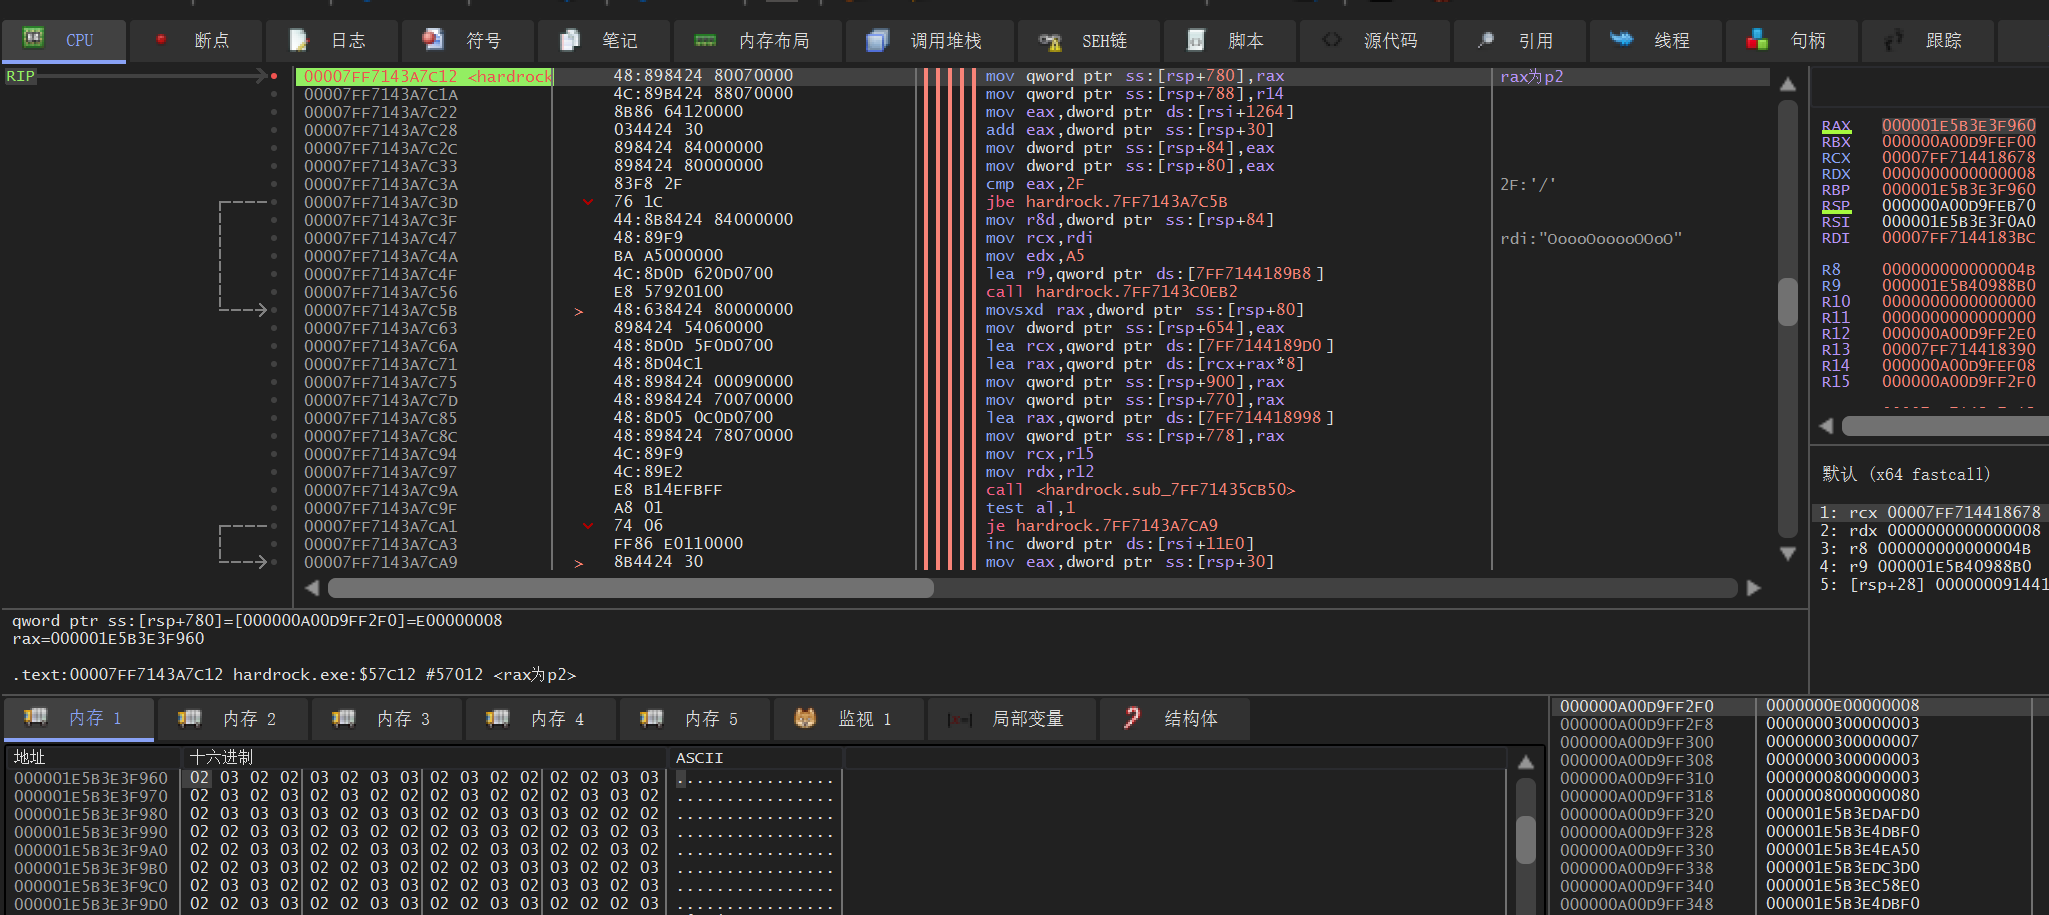 CPU 断点 日志 符号 笔记 内存布局 调用堆栈 SEH链 脚本 源代码 引用 线程 句柄 跟踪
RIP
00007FF7143A7C12 <hardrock 48:898424 80070000 mov qword ptr ss:[rsp+780],rax rax为p2
00007FF7143A7C1A 4C:89B424 88070000 mov qword ptr ss:[rsp+788],r14
00007FF7143A7C22 8B86 64120000 mov eax,dword ptr ds:[rsi+1264]
00007FF7143A7C28 034424 30 add eax,dword ptr ss:[rsp+30]
00007FF7143A7C2C 898424 84000000 mov dword ptr ss:[rsp+84],eax
00007FF7143A7C33 898424 80000000 mov dword ptr ss:[rsp+80],eax
00007FF7143A7C3A 83F8 2F cmp eax,2F 2F:'/'
00007FF7143A7C3D 76 1C jbe hardrock.7FF7143A7C5B
00007FF7143A7C3F 44:8B8424 84000000 mov r8d,dword ptr ss:[rsp+84]
00007FF7143A7C47 48:89F9 mov rcx,rdi rdi:"OoooOooooOOoO"
00007FF7143A7C4A BA A5000000 mov edx,A5
00007FF7143A7C4F 4C:8D0D 620D0700 lea r9,qword ptr ds:[7FF7144189B8]
00007FF7143A7C56 E8 57920100 call hardrock.7FF7143C0EB2
00007FF7143A7C5B 48:638424 80000000 movsxd rax,dword ptr ss:[rsp+80]
00007FF7143A7C63 898424 54060000 mov dword ptr ss:[rsp+654],eax
00007FF7143A7C6A 48:8D0D 5F0D0700 lea rcx,qword ptr ds:[7FF7144189D0]
00007FF7143A7C71 48:8D04C1 lea rax,qword ptr ds:[rcx+rax*8]
00007FF7143A7C75 48:898424 00090000 mov qword ptr ss:[rsp+900],rax
00007FF7143A7C7D 48:898424 70070000 mov qword ptr ss:[rsp+770],rax
00007FF7143A7C85 48:8D05 0C0D0700 lea rax,qword ptr ds:[7FF714418998]
00007FF7143A7C8C 48:898424 78070000 mov qword ptr ss:[rsp+778],rax
00007FF7143A7C94 4C:89F9 mov rcx,r15
00007FF7143A7C97 4C:89E2 mov rdx,r12
00007FF7143A7C9A E8 B14EFBFF call <hardrock.sub_7FF71435CB50>
00007FF7143A7C9F A8 01 test al,1
00007FF7143A7CA1 74 06 je hardrock.7FF7143A7CA9
00007FF7143A7CA3 FF86 E0110000 inc dword ptr ds:[rsi+11E0]
00007FF7143A7CA9 8B4424 30 mov eax,dword ptr ss:[rsp+30]
RAX 000001E5B3E3F960
RBX 000000A00D9FEF00
RCX 00007FF714418678
RDX 0000000000000008
RBP 000001E5B3E3F960
RSP 000000A00D9FEB70
RSI 000001E5B3E3F0A0
RDI 00007FF7144183BC
R8 000000000000004B
R9 000001E5B40988B0
R10 0000000000000000
R11 0000000000000000
R12 000000A00D9FF2E0
R13 00007FF714418390
R14 000000A00D9FEF08
R15 000000A00D9FF2F0
默认 (x64 fastcall)
1: rcx 00007FF714418678
2: rdx 0000000000000008
3: r8 000000000000004B
4: r9 000001E5B40988B0
5: [rsp+28] 0000000091441
qword ptr ss:[rsp+780]=[000000A00D9FF2F0]=E00000008
rax=000001E5B3E3F960
.text:00007FF7143A7C12 hardrock.exe:$57C12 #57012 <rax为p2>
内存 1 内存 2 内存 3 内存 4 内存 5 监视 1 局部变量 结构体
地址 十六进制 ASCII
000001E5B3E3F960 02 03 02 02 03 02 03 03 02 03 02 02 02 02 03 03 ................
000001E5B3E3F970 02 03 02 03 02 03 02 03 02 02 03 02 02 03 03 02 ................
000001E5B3E3F980 03 02 03 03 02 03 02 03 03 02 03 02 03 03 02 02 ................
000001E5B3E3F990 02 02 03 03 02 03 02 02 03 02 02 03 02 02 03 03 ................
000001E5B3E3F9A0 02 02 03 03 02 02 02 03 02 02 03 03 02 02 02 03 ................
000001E5B3E3F9B0 02 02 03 03 02 02 02 03 02 02 03 03 02 02 02 03 ................
000001E5B3E3F9C0 02 03 02 03 03 02 02 03 02 03 02 03 02 02 03 03 ................
000001E5B3E3F9D0 02 02 03 03 02 02 03 03 02 02 03 03 02 02 02 03 ................
000000A00D9FF2F0 0000000E00000008
000000A00D9FF2F8 0000000300000003
000000A00D9FF300 0000000300000007
000000A00D9FF308 0000000300000003
000000A00D9FF310 0000000800000003
000000A00D9FF318 0000008000000080
000000A00D9FF320 000001E5B3EDAFD0
000000A00D9FF328 000001E5B3E4DBF0
000000A00D9FF330 000001E5B3E4EA50
000000A00D9FF338 000001E5B3EDC3D0
000000A00D9FF340 000001E5B3EC58E0
000000A00D9FF348 000001E5B3E4DBF0